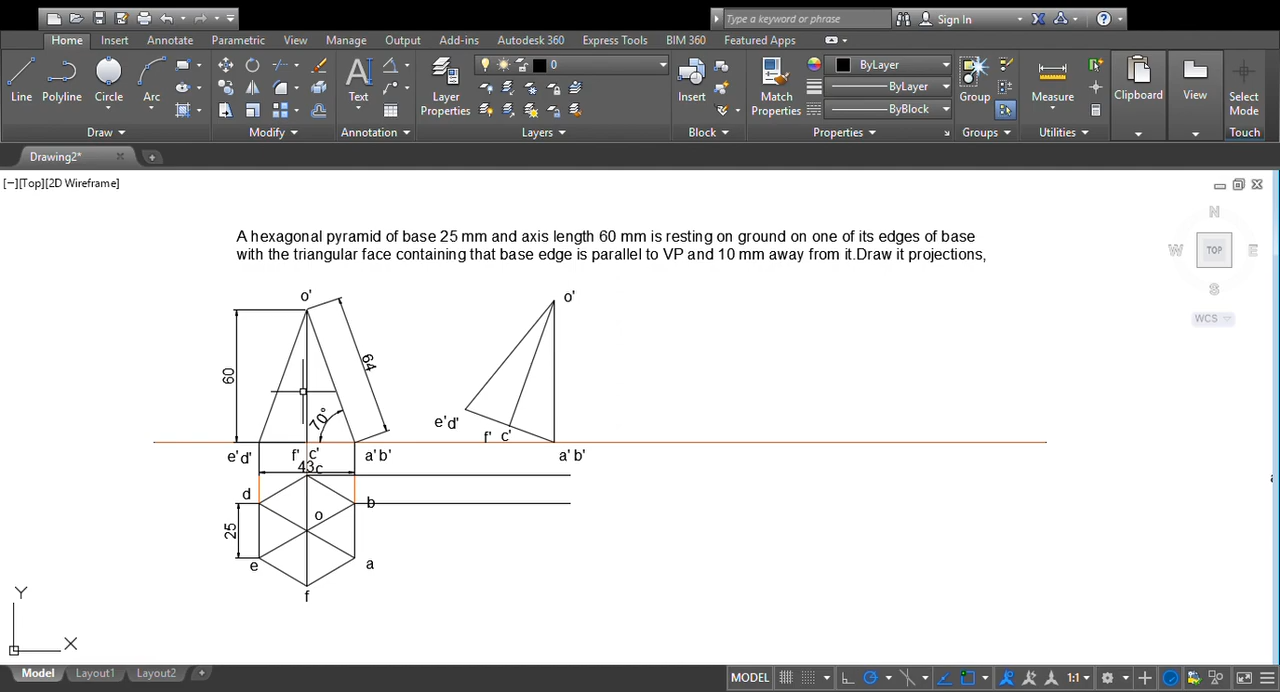 Type a keyword or phrase
Sign In
Home Insert Annotate Parametric View Manage Output Add-ins Autodesk 360 Express Tools BIM 360 Featured Apps
Line Polyline Circle Arc
Text
Layer Properties
0
Insert
Match Properties
ByLayer
ByLayer
ByBlock
Group
Measure
Clipboard
View
Select Mode
Draw Modify Annotation Layers Block Properties Groups Utilities Touch
Drawing2*
[−][Top][2D Wireframe]
N
W TOP E
S
WCS
A hexagonal pyramid of base 25 mm and axis length 60 mm is resting on ground on one of its edges of base
with the triangular face containing that base edge is parallel to VP and 10 mm away from it.Draw it projections,
o' o'
60 64
70°
e'd' f' c' a'b'
e'd' f' c' a'b'
43 c
d b
o
25
e a
f
Y
X
Model Layout1 Layout2
MODEL 1:1